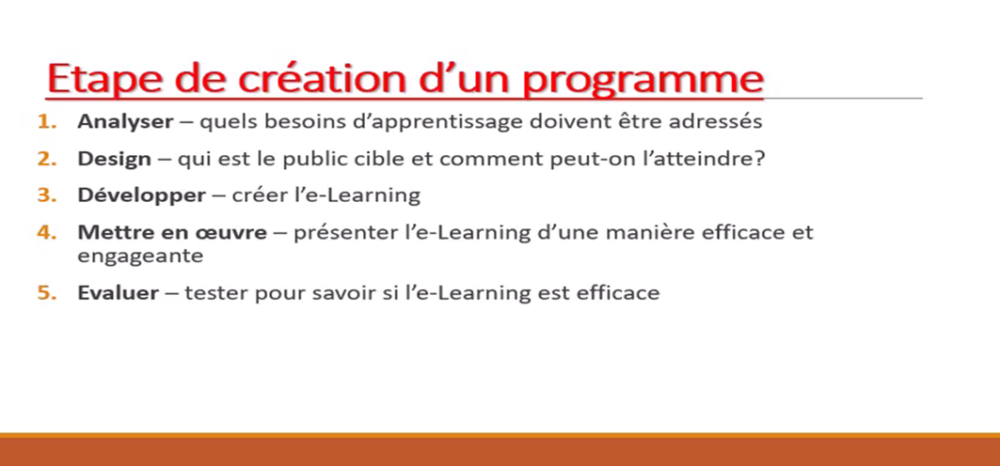 Etape de création d’un programme
1. Analyser – quels besoins d’apprentissage doivent être adressés
2. Design – qui est le public cible et comment peut-on l’atteindre?
3. Développer – créer l’e-Learning
4. Mettre en œuvre – présenter l’e-Learning d’une manière efficace et
engageante
5. Evaluer – tester pour savoir si l’e-Learning est efficace